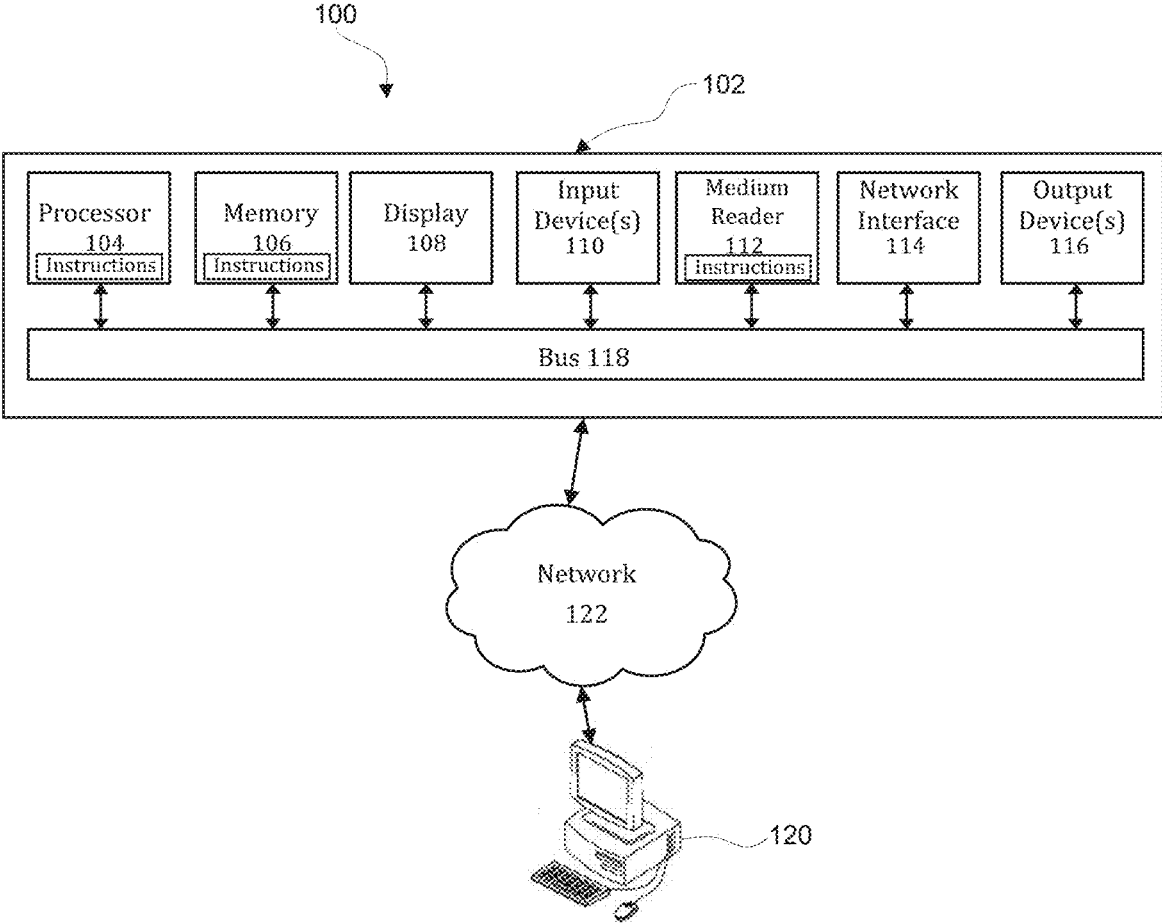 100
102
Processor
104
Instructions
Memory
106
Instructions
Display
108
Input
Device(s)
110
Medium
Reader
112
Instructions
Network
Interface
114
Output
Device(s)
116
Bus 118
Network
122
120